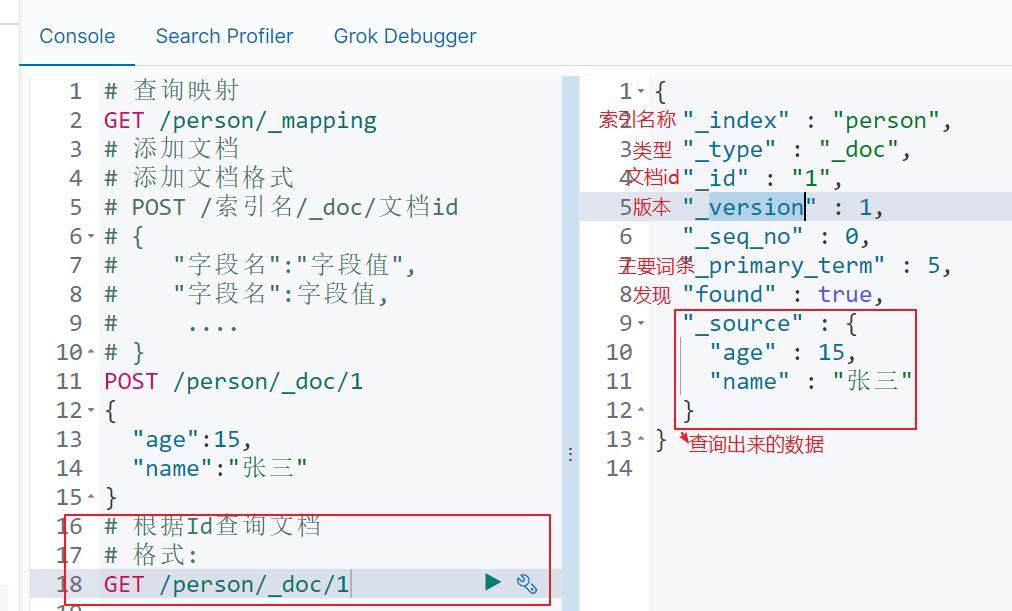 Console Search Profiler Grok Debugger
1 # 查询映射
2 GET /person/_mapping
3 # 添加文档
4 # 添加文档格式
5 # POST /索引名/_doc/文档id
6 # {
7 #    "字段名":"字段值",
8 #    "字段名":字段值,
9 #     ....
10 # }
11 POST /person/_doc/1
12 {
13   "age":15,
14   "name":"张三"
15 }
16 # 根据Id查询文档
17 # 格式:
18 GET /person/_doc/1
1 {
2 索引名称 "_index" : "person",
3 类型 "_type" : "_doc",
4 文档id "_id" : "1",
5 版本 "_version" : 1,
6 "_seq_no" : 0,
7 主要词条 "_primary_term" : 5,
8 发现 "found" : true,
9 "_source" : {
10 "age" : 15,
11 "name" : "张三"
12 }
13 }
查询出来的数据
14